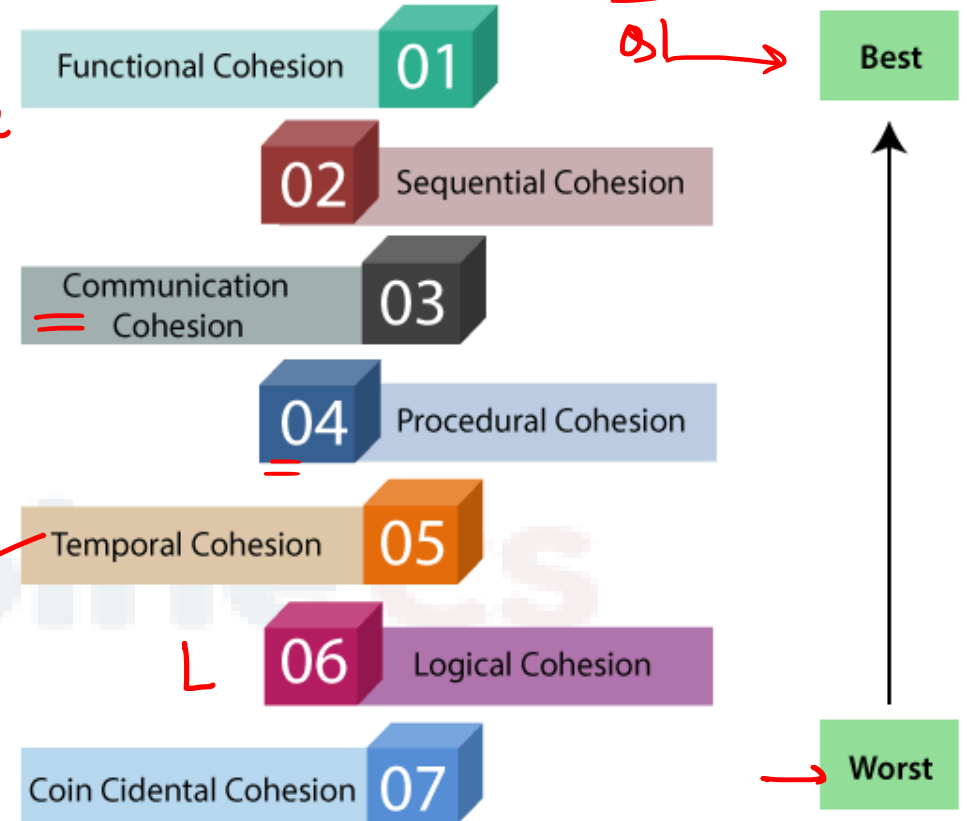 Functional Cohesion 01
Best
02 Sequential Cohesion
Communication
Cohesion
03
04 Procedural Cohesion
Temporal Cohesion 05
L
06 Logical Cohesion
Worst
Coin Cidental Cohesion 07